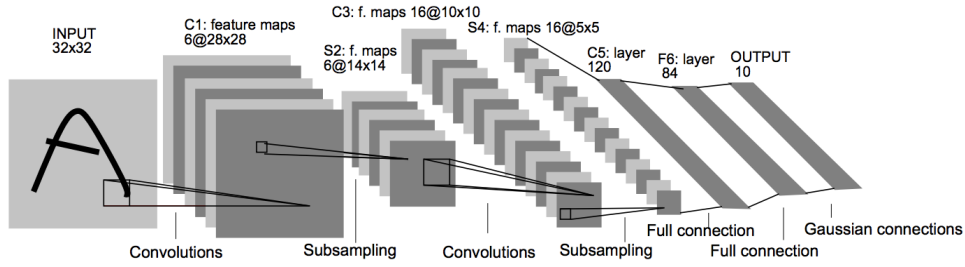 INPUT
32x32
C1: feature maps
6@28x28
S2: f. maps
6@14x14
C3: f. maps 16@10x10
S4: f. maps 16@5x5
C5: layer
120
F6: layer
84
OUTPUT
10
Convolutions
Subsampling
Convolutions
Subsampling
Full connection
Full connection
Gaussian connections
A